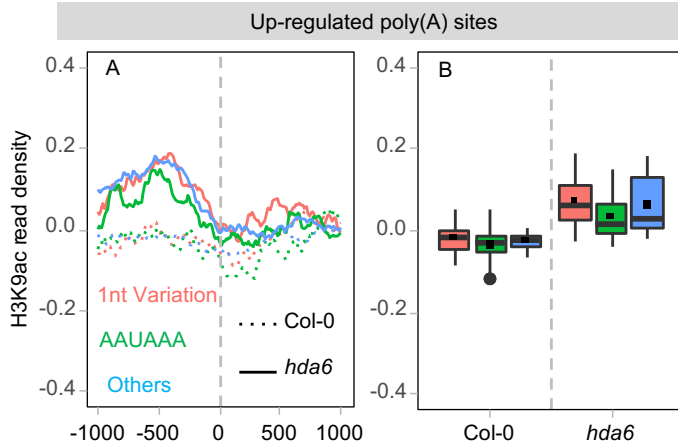 Up-regulated poly(A) sites
H3K9ac read density
A
0.4
0.2
0.0
-0.2
-0.4
1nt Variation
AAUAAA
Others
Col-0
hda6
-1000
-500
0
500
1000
B
0.4
0.2
0.0
-0.2
-0.4
Col-0
hda6